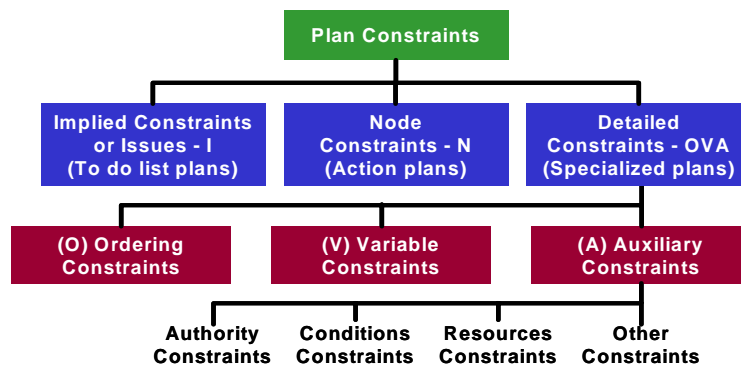 Plan Constraints
Implied Constraints
or Issues - I
(To do list plans)
Node
Constraints - N
(Action plans)
Detailed
Constraints - OVA
(Specialized plans)
(O) Ordering
Constraints
(V) Variable
Constraints
(A) Auxiliary
Constraints
Authority
Constraints
Conditions
Constraints
Resources
Constraints
Other
Constraints